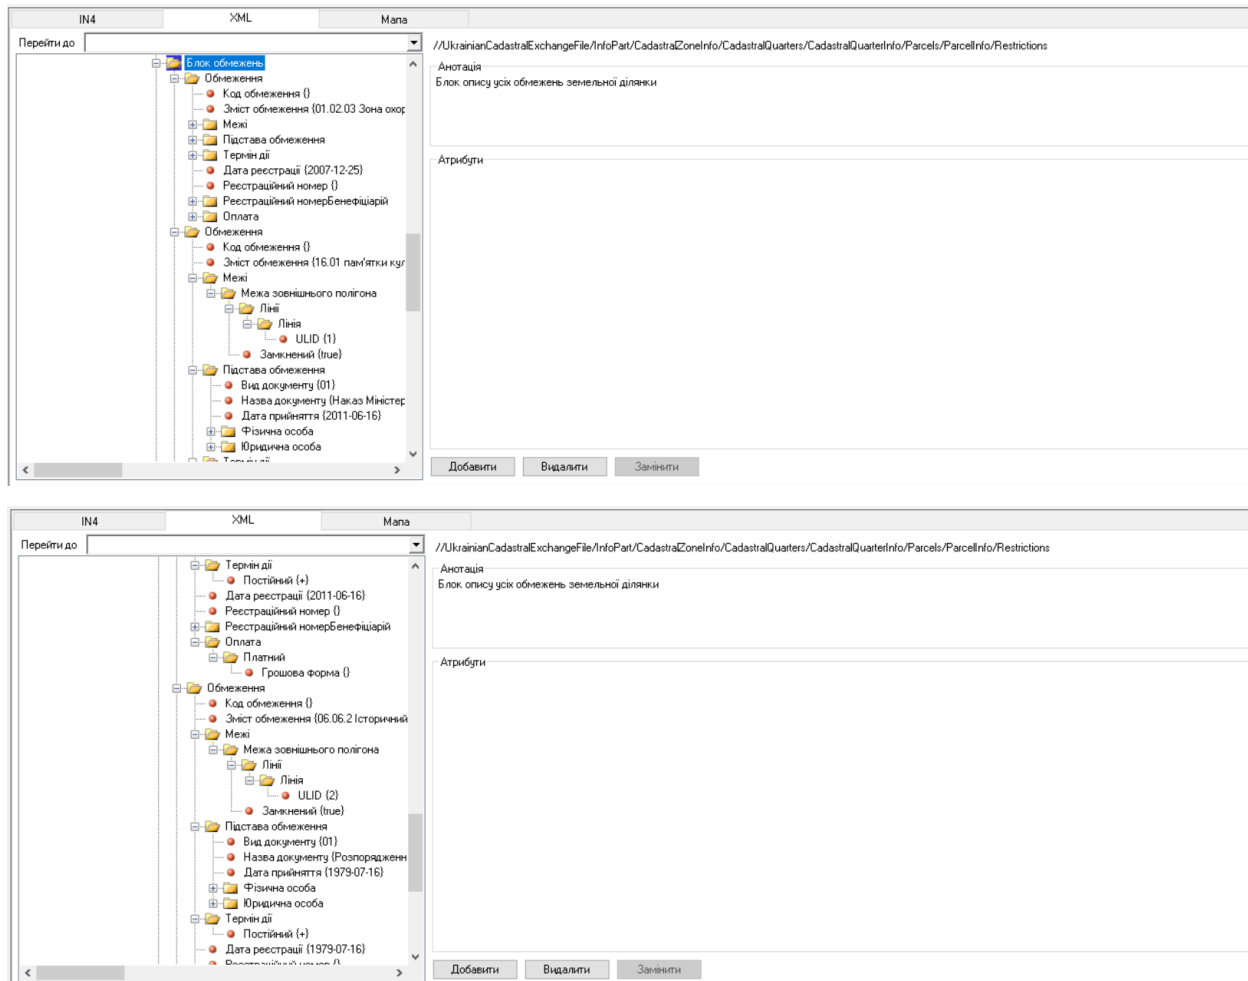 IN4 XML Мапа
Перейти до
//UkrainianCadastralExchangeFile/InfoPart/CadastralZoneInfo/CadastralQuarters/CadastralQuarterInfo/Parcels/ParcelInfo/Restrictions
Блок обмежень
Обмеження
Код обмеження {}
Зміст обмеження {01.02.03 Зона охор
Межі
Підстава обмеження
Термін дії
Дата реєстрації {2007-12-25}
Реєстраційний номер {}
Реєстраційний номерБенефіціарій
Оплата
Обмеження
Код обмеження {}
Зміст обмеження {16.01 пам'ятки кул
Межі
Межа зовнішнього полігона
Лінії
Лінія
ULID {1}
Замкнений {true}
Підстава обмеження
Вид документу {01}
Назва документу {Наказ Міністер
Дата прийняття {2011-06-16}
Фізична особа
Юридична особа
Термін дії
Анотація
Блок опису усіх обмежень земельної ділянки
Атрибути
Добавити Видалити Замінити
IN4 XML Мапа
Перейти до
//UkrainianCadastralExchangeFile/InfoPart/CadastralZoneInfo/CadastralQuarters/CadastralQuarterInfo/Parcels/ParcelInfo/Restrictions
Термін дії
Постійний {+}
Дата реєстрації {2011-06-16}
Реєстраційний номер {}
Реєстраційний номерБенефіціарій
Оплата
Платний
Грошова форма {}
Обмеження
Код обмеження {}
Зміст обмеження {06.06.2 Історичний
Межі
Межа зовнішнього полігона
Лінії
Лінія
ULID {2}
Замкнений {true}
Підстава обмеження
Вид документу {01}
Назва документу {Розпорядженн
Дата прийняття {1979-07-16}
Фізична особа
Юридична особа
Термін дії
Постійний {+}
Дата реєстрації {1979-07-16}
Реєстраційний номер {}
Анотація
Блок опису усіх обмежень земельної ділянки
Атрибути
Добавити Видалити Замінити